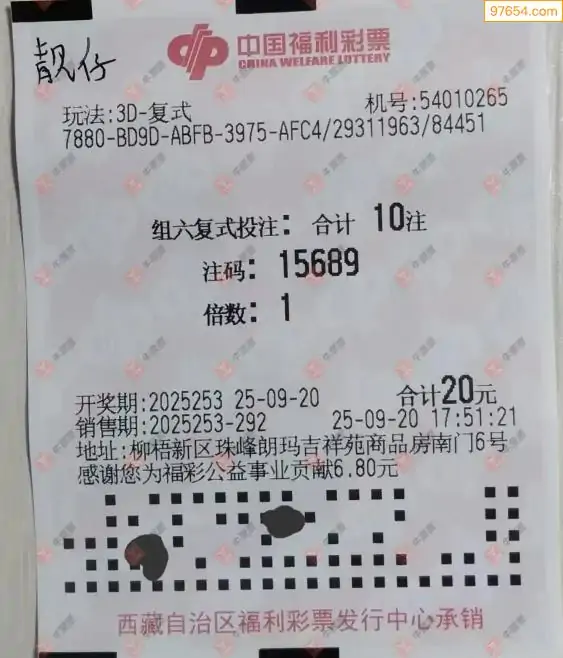 97654.com
靓仔
中国福利彩票
CHINA WELFARE LOTTERY
玩法:3D-复式 机号:54010265
7880-BD9D-ABFB-3975-AFC4/29311963/84451
组六复式投注: 合计 10注
注码: 15689
倍数: 1
开奖期:2025253 25-09-20 合计20元
销售期:2025253-292 25-09-20 17:51:21
地址:柳梧新区珠峰朗玛吉祥苑商品房南门6号
感谢您为福彩公益事业贡献6.80元
西藏自治区福利彩票发行中心承销